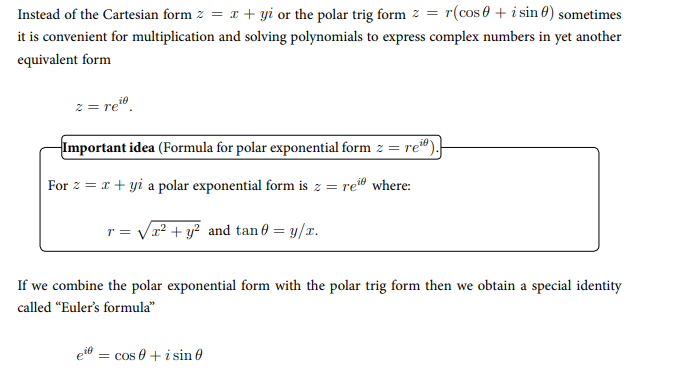 Instead of the Cartesian form z = x + yi or the polar trig form z = r(cos θ + i sin θ) sometimes
it is convenient for multiplication and solving polynomials to express complex numbers in yet another
equivalent form
z = re^{iθ}.
Important idea (Formula for polar exponential form z = re^{iθ}).
For z = x + yi a polar exponential form is z = re^{iθ} where:
r = √(x² + y²) and tan θ = y/x.
If we combine the polar exponential form with the polar trig form then we obtain a special identity
called “Euler’s formula”
e^{iθ} = cos θ + i sin θ